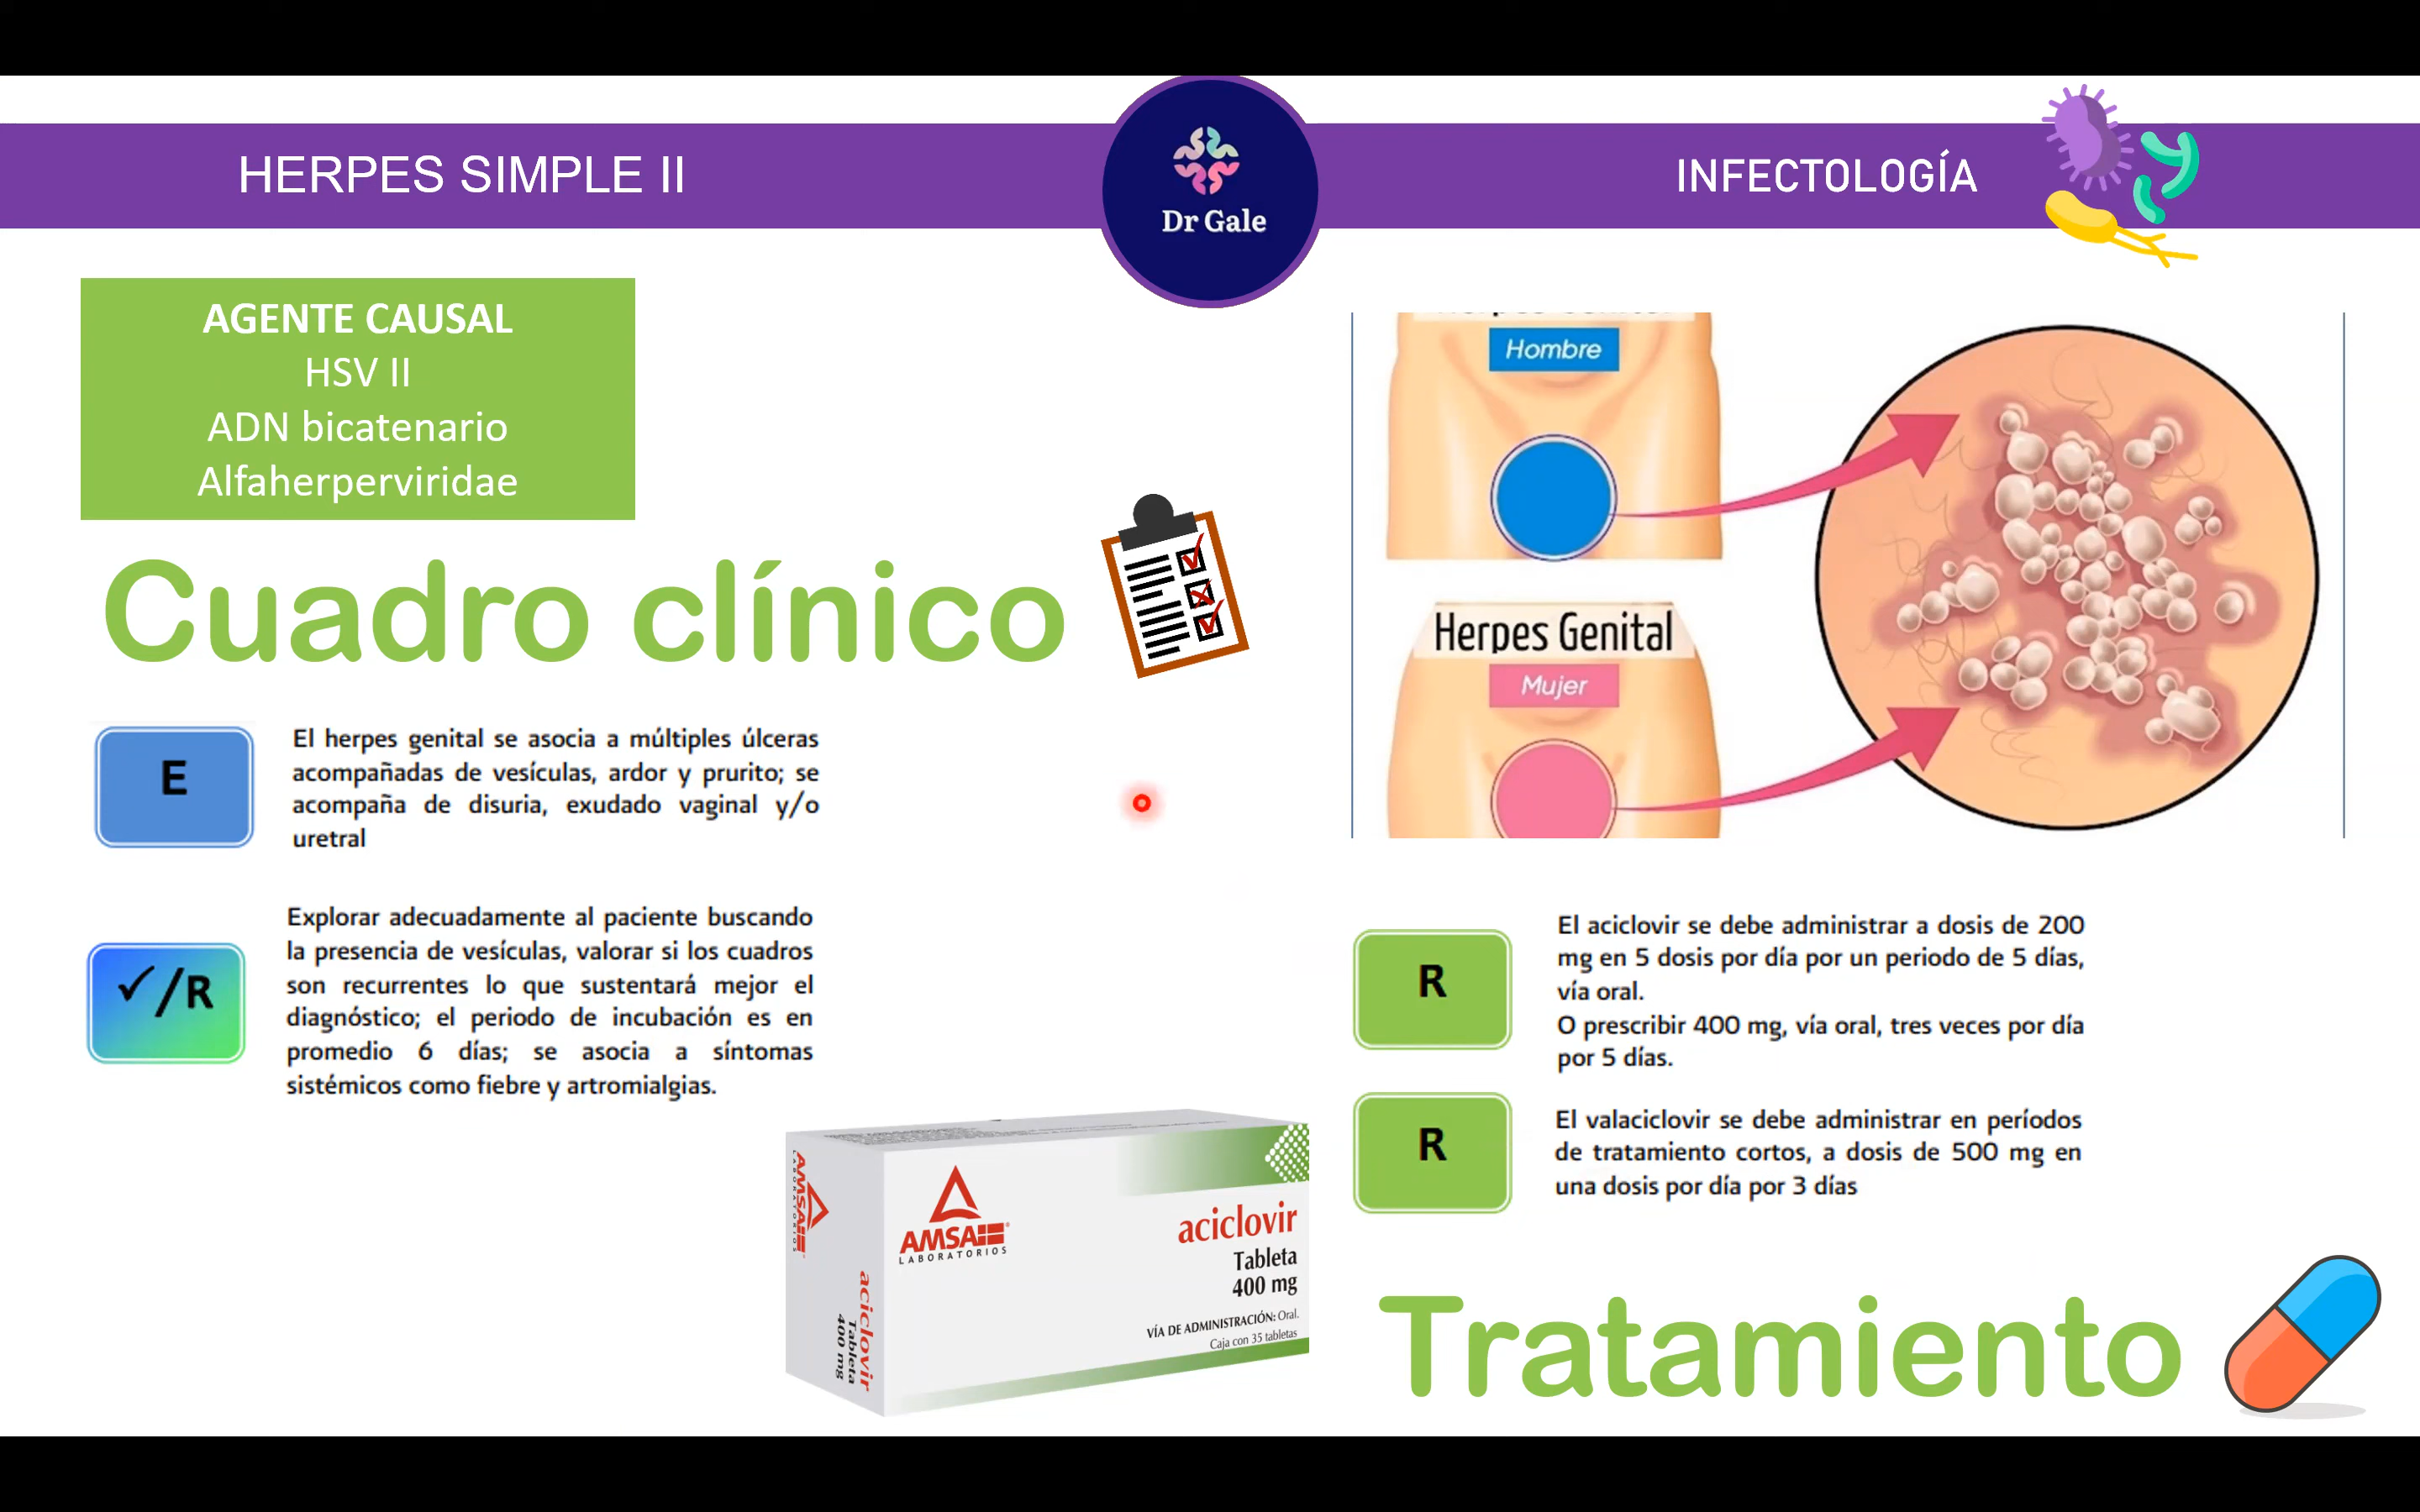 HERPES SIMPLE II
Dr Gale
INFECTOLOGÍA
AGENTE CAUSAL
HSV II
ADN bicatenario
Alfaherperviridae
Cuadro clínico
E
El herpes genital se asocia a múltiples úlceras
acompañadas de vesículas, ardor y prurito; se
acompaña de disuria, exudado vaginal y/o
uretral
✓/R
Explorar adecuadamente al paciente buscando
la presencia de vesículas, valorar si los cuadros
son recurrentes lo que sustentará mejor el
diagnóstico; el periodo de incubación es en
promedio 6 días; se asocia a síntomas
sistémicos como fiebre y artromialgias.
Hombre
Herpes Genital
Mujer
R
El aciclovir se debe administrar a dosis de 200
mg en 5 dosis por día por un periodo de 5 días,
vía oral.
O prescribir 400 mg, vía oral, tres veces por día
por 5 días.
R
El valaciclovir se debe administrar en períodos
de tratamiento cortos, a dosis de 500 mg en
una dosis por día por 3 días
AMSA
LABORATORIOS
aciclovir
Tableta
400 mg
AMSA
LABORATORIOS
aciclovir
Tableta
400 mg
VÍA DE ADMINISTRACIÓN: Oral.
Caja con 35 tabletas
Tratamiento